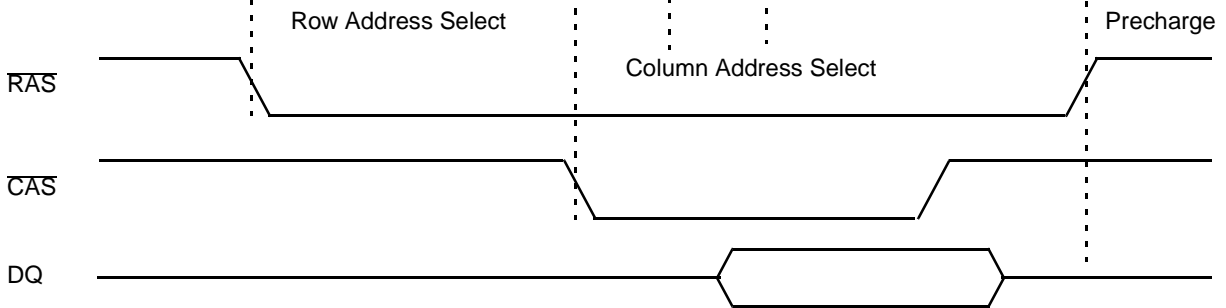 Row Address Select
Precharge
Column Address Select
RAS
CAS
DQ